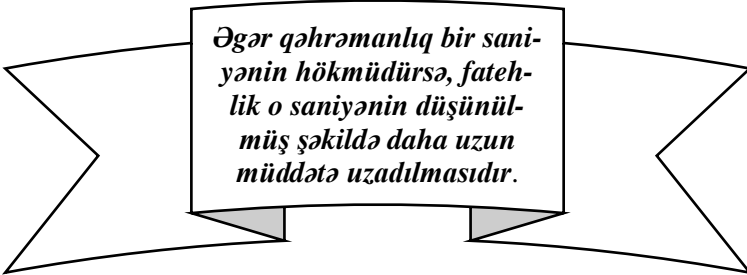 Əgər qəhrəmanlıq bir sani-
yənin hökmüdürsə, fateh-
lik o saniyənin düşünül-
müş şəkildə daha uzun
müddətə uzadılmasıdır.